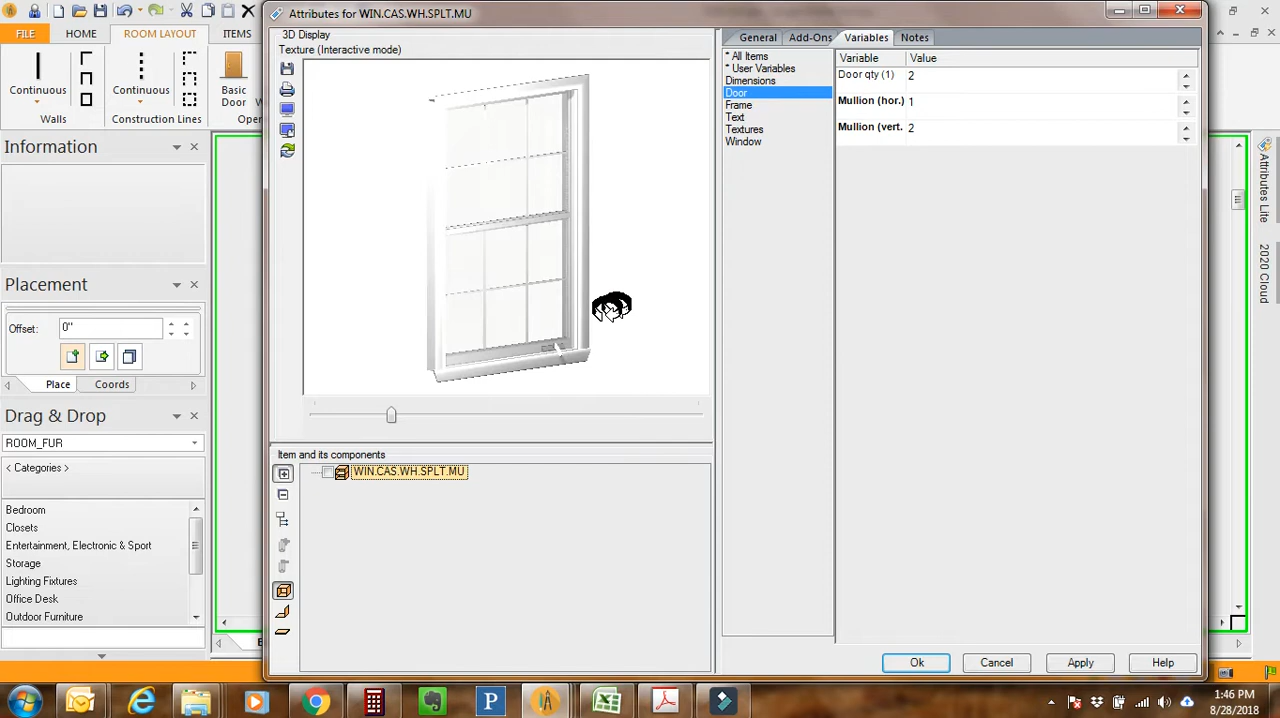 Attributes for WIN.CAS.WH.SPLT.MU
FILE
HOME
ROOM LAYOUT
ITEMS
Continuous
Continuous
Basic
Door
Walls
Construction Lines
Information
Placement
Offset:
0"
Place
Coords
Drag & Drop
ROOM_FUR
< Categories >
Bedroom
Closets
Entertainment, Electronic & Sport
Storage
Lighting Fixtures
Office Desk
Outdoor Furniture
3D Display
Texture (Interactive mode)
Item and its components
WIN.CAS.WH.SPLT.MU
General
Add-Ons
Variables
Notes
* All Items
* User Variables
Dimensions
Door
Frame
Text
Textures
Window
Variable
Value
Door qty (1)
2
Mullion (hor.)
1
Mullion (vert.
2
Ok
Cancel
Apply
Help
Attributes Lite
2020 Cloud
1:46 PM
8/28/2018